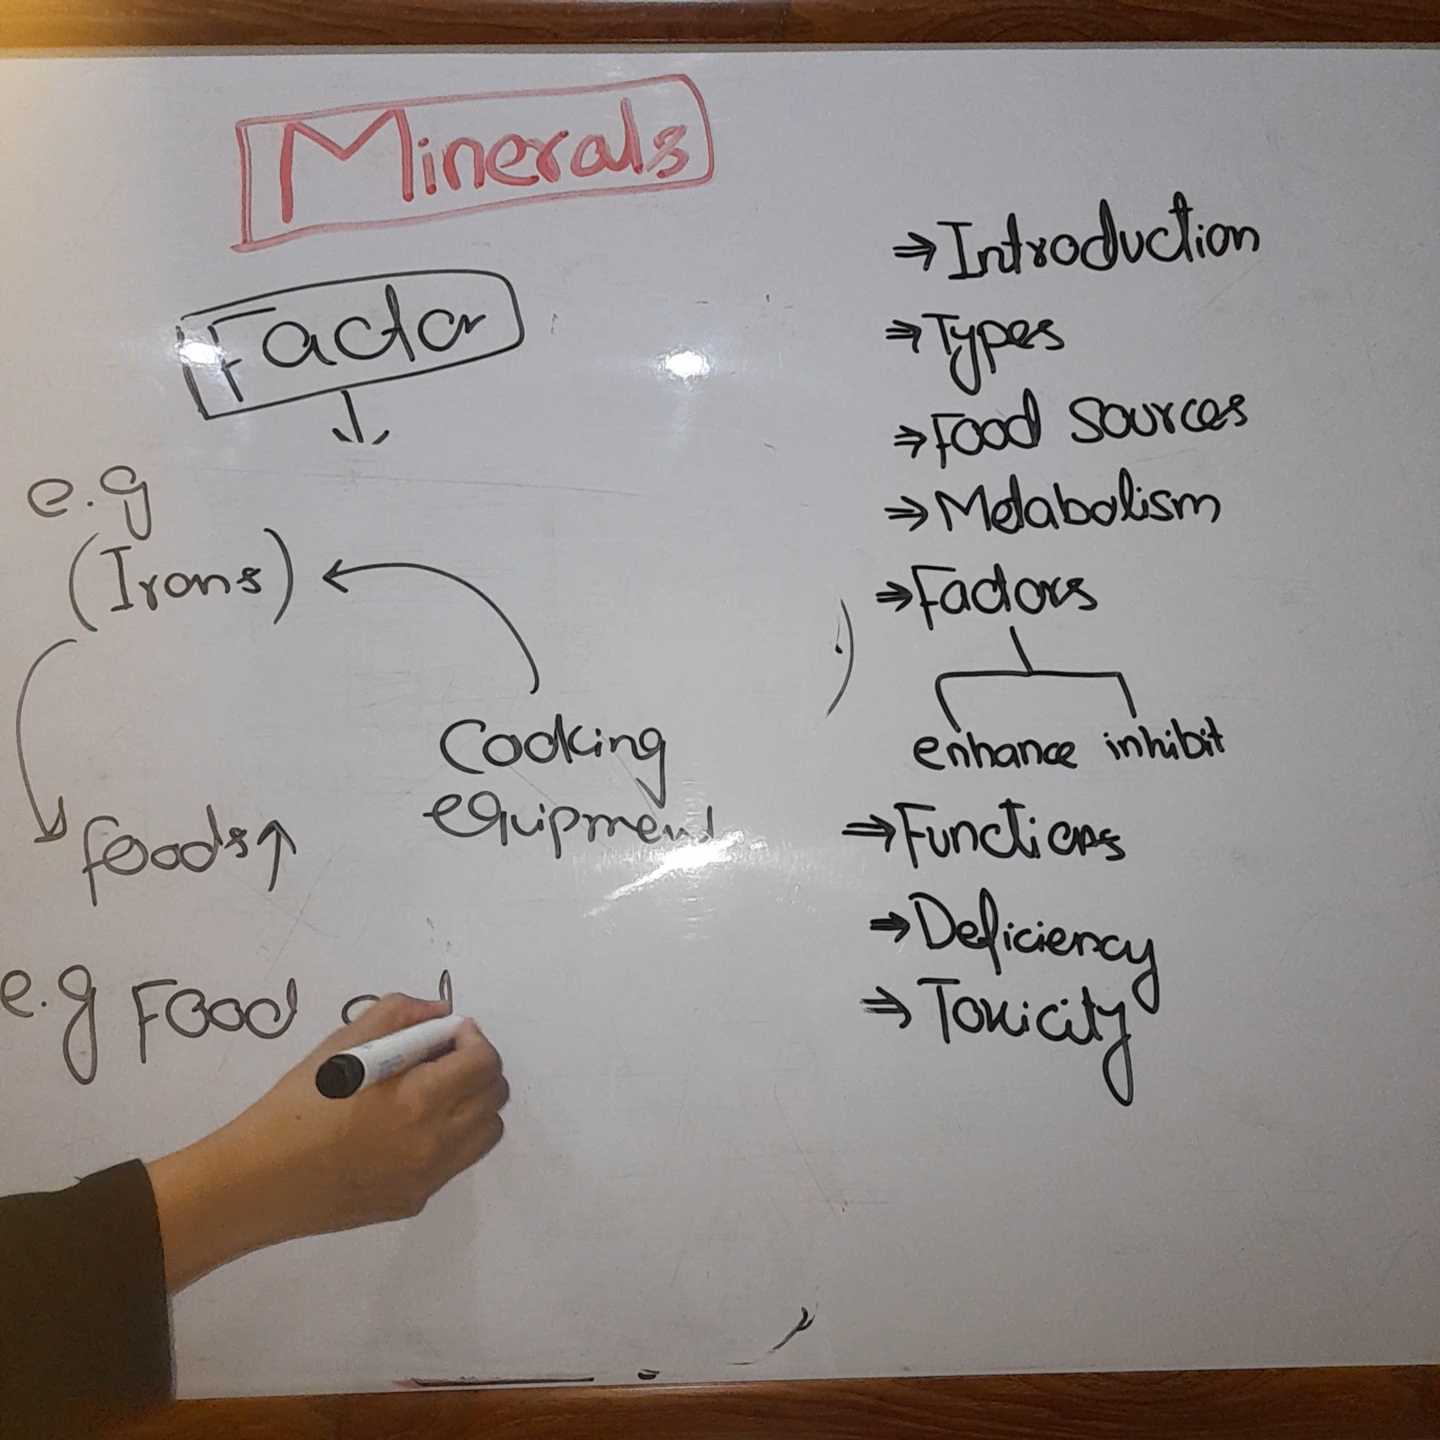 Minerals
Factor
e.g
(Irons)
Cooking
equipment
foods↑
e.g Food
⇒ Introduction
⇒ Types
⇒ Food Sources
⇒ Metabolism
⇒ Factors
enhance inhibit
⇒ Functions
⇒ Deficiency
⇒ Toxicity